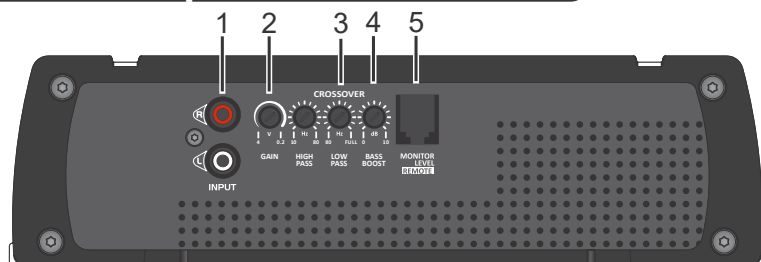 1 2 3 4 5
CROSSOVER
R
V Hz Hz dB
4 0.2 10 80 80 FULL 0 10
GAIN HIGH PASS LOW PASS BASS BOOST MONITOR LEVEL
REMOTE
L
INPUT